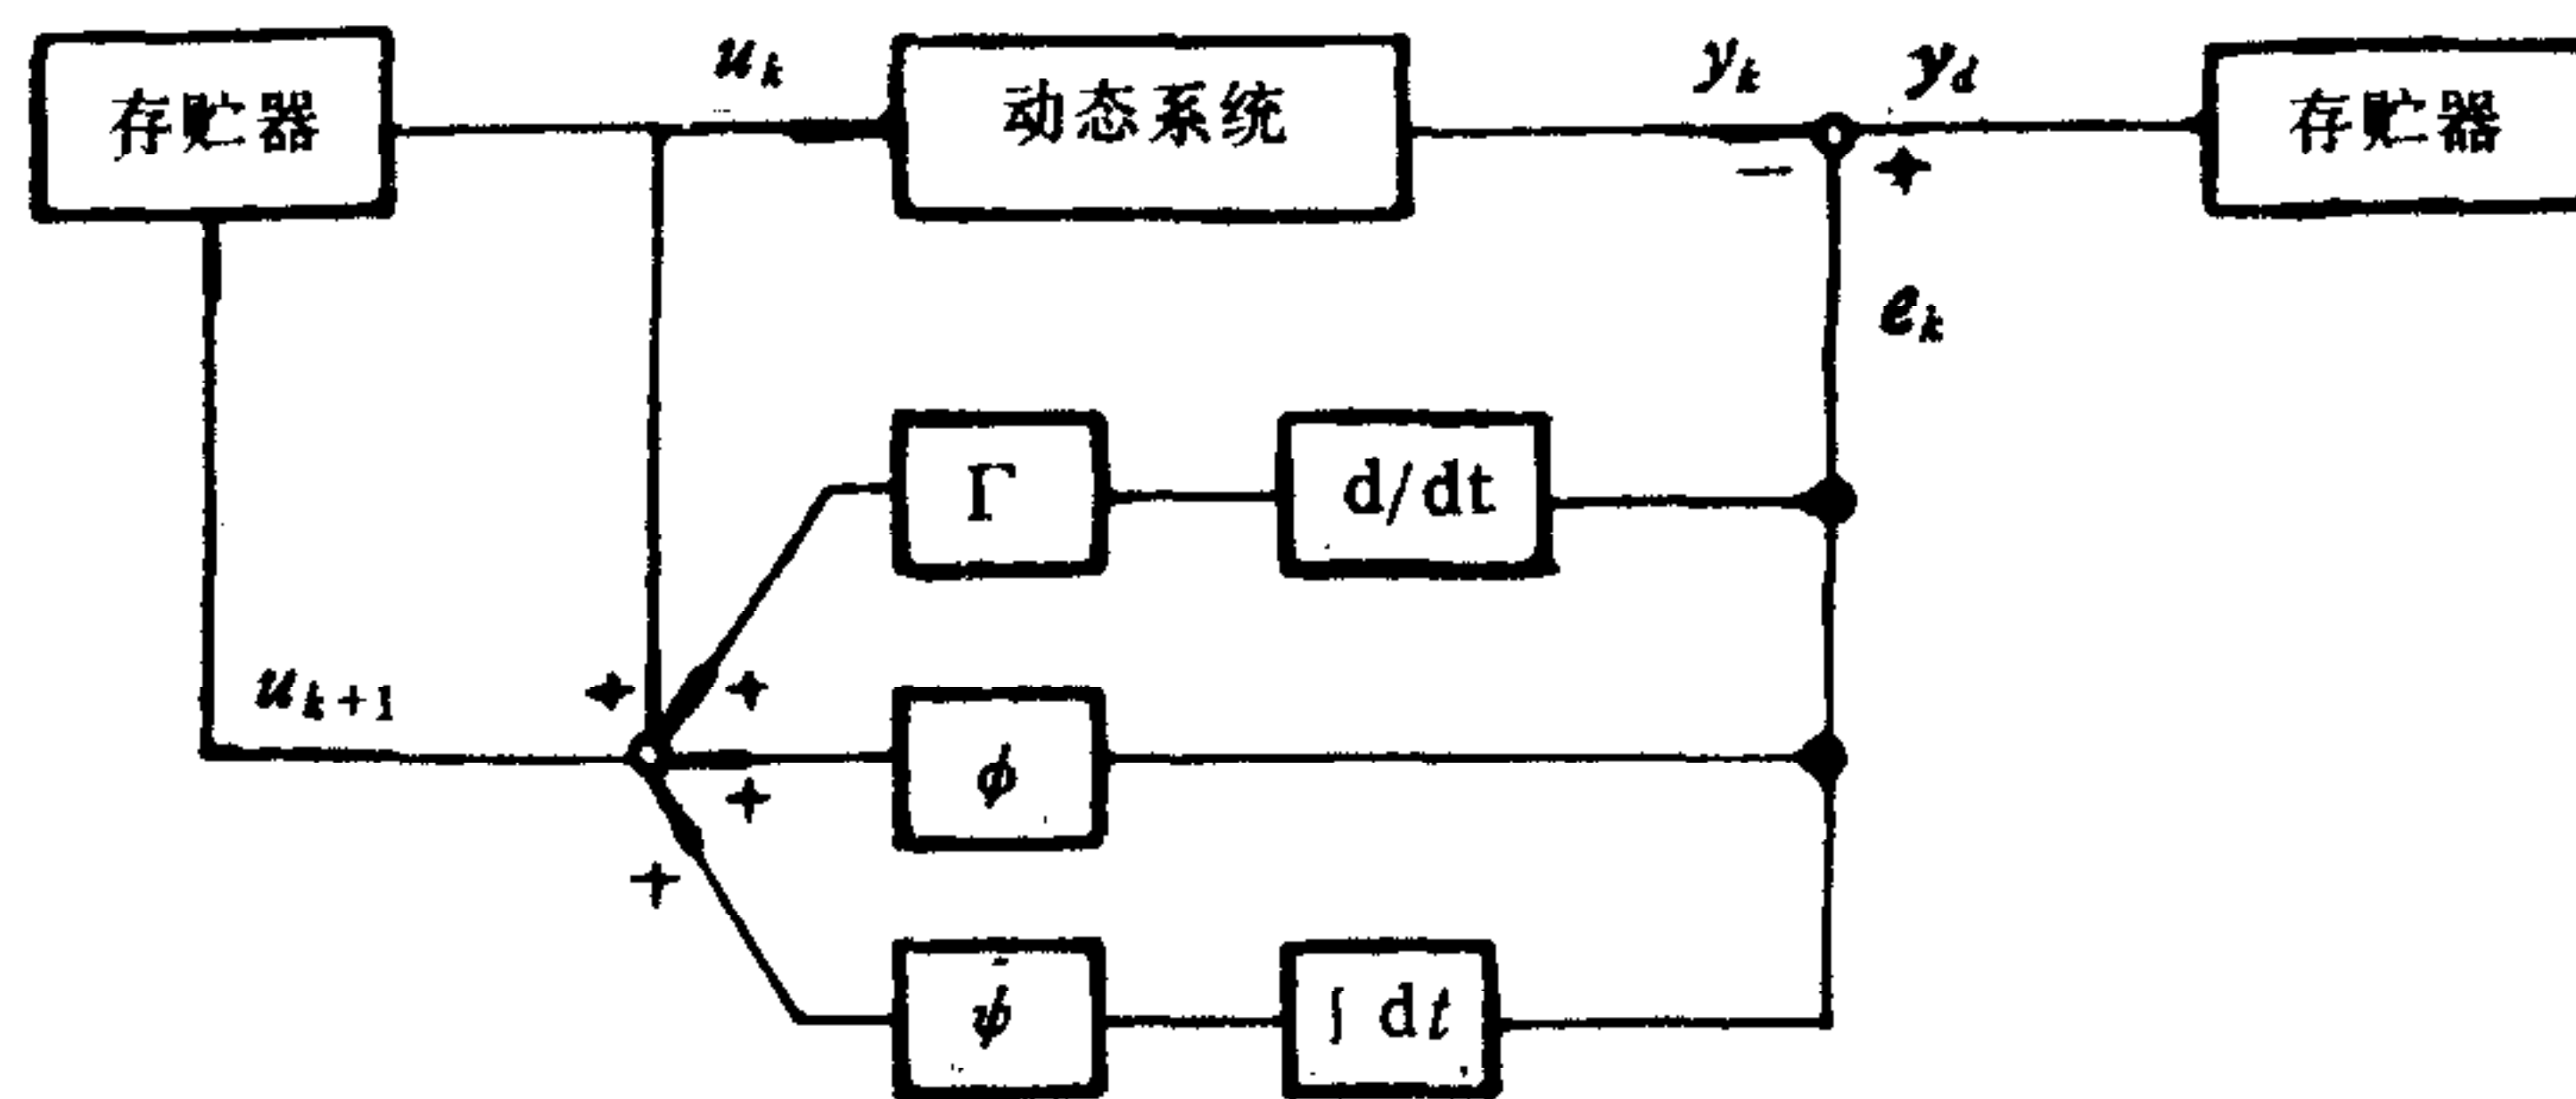 存贮器
u_k
动态系统
y_k
y_d
存贮器
−
+
e_k
Γ
d/dt
+
+
u_{k+1}
ϕ
+
+
ψ
∫ dt